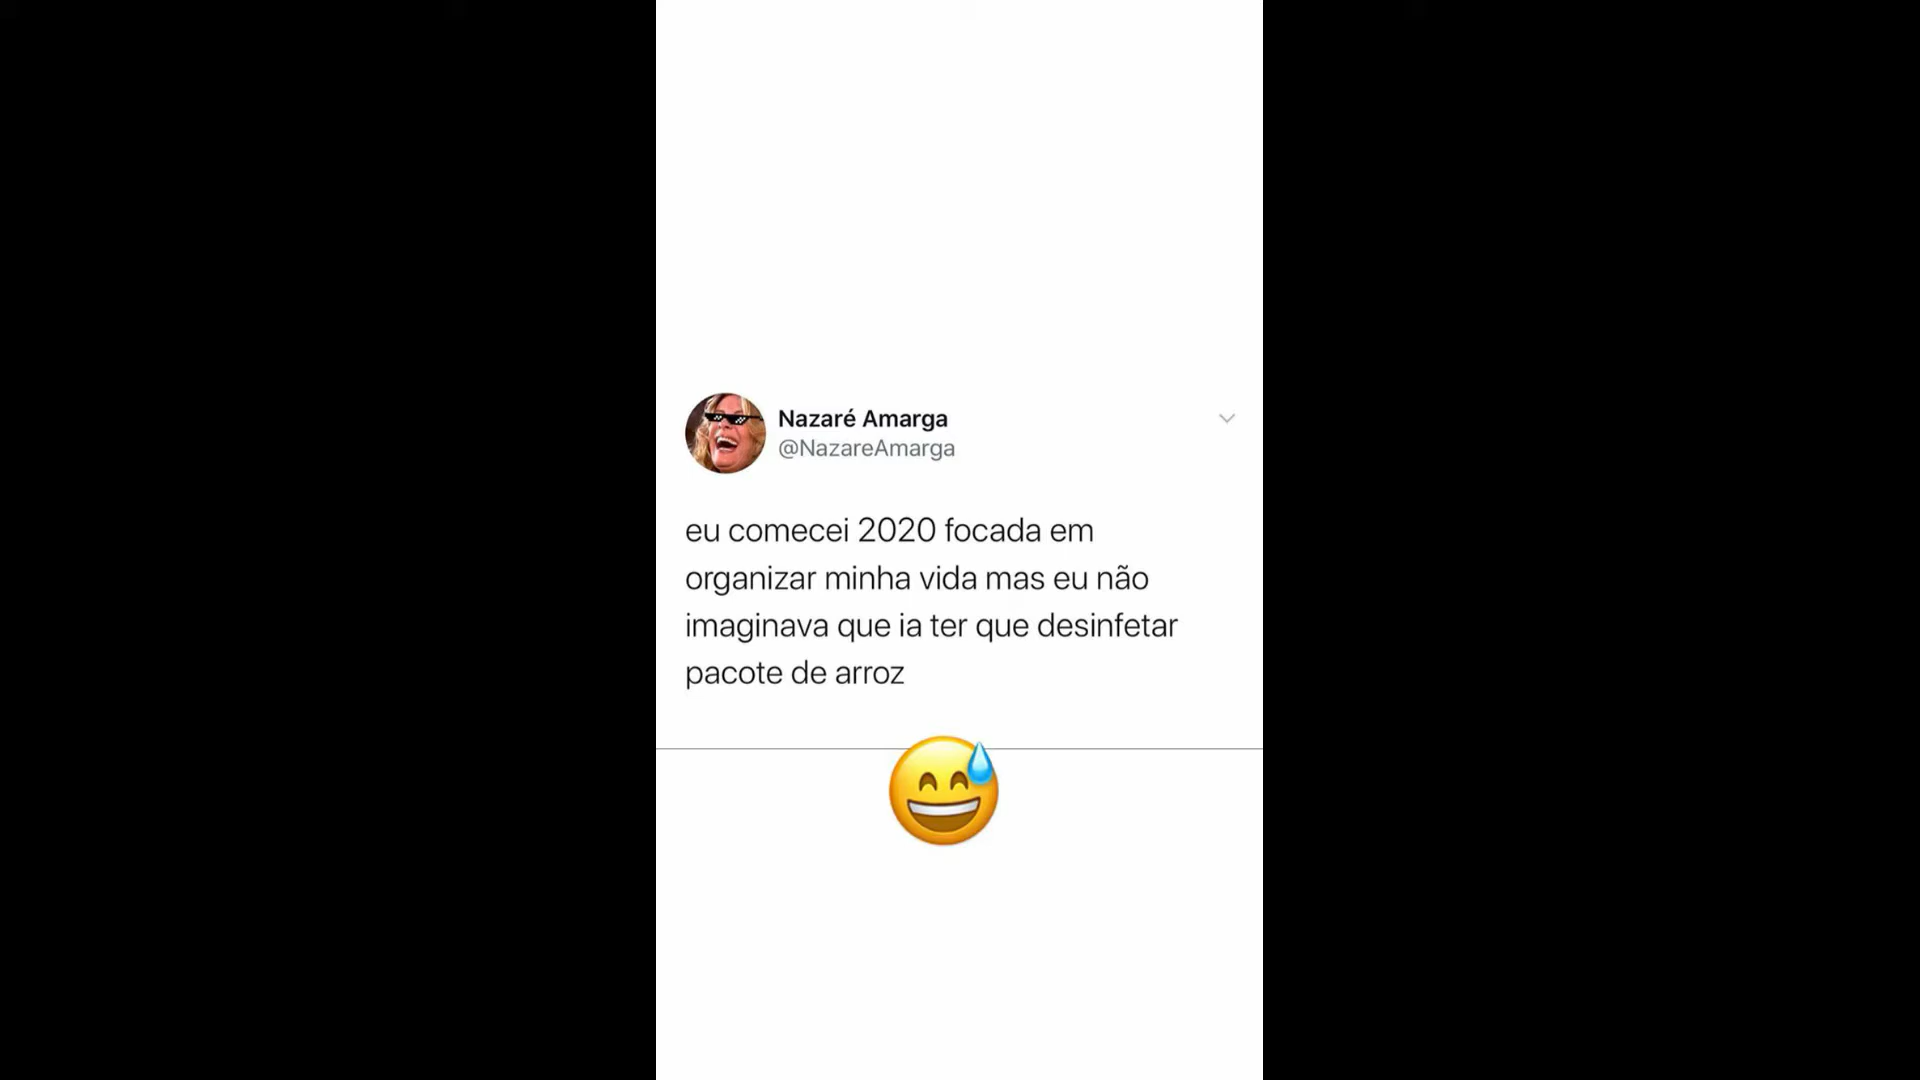 Nazaré Amarga
@NazareAmarga
eu comecei 2020 focada em
organizar minha vida mas eu não
imaginava que ia ter que desinfetar
pacote de arroz